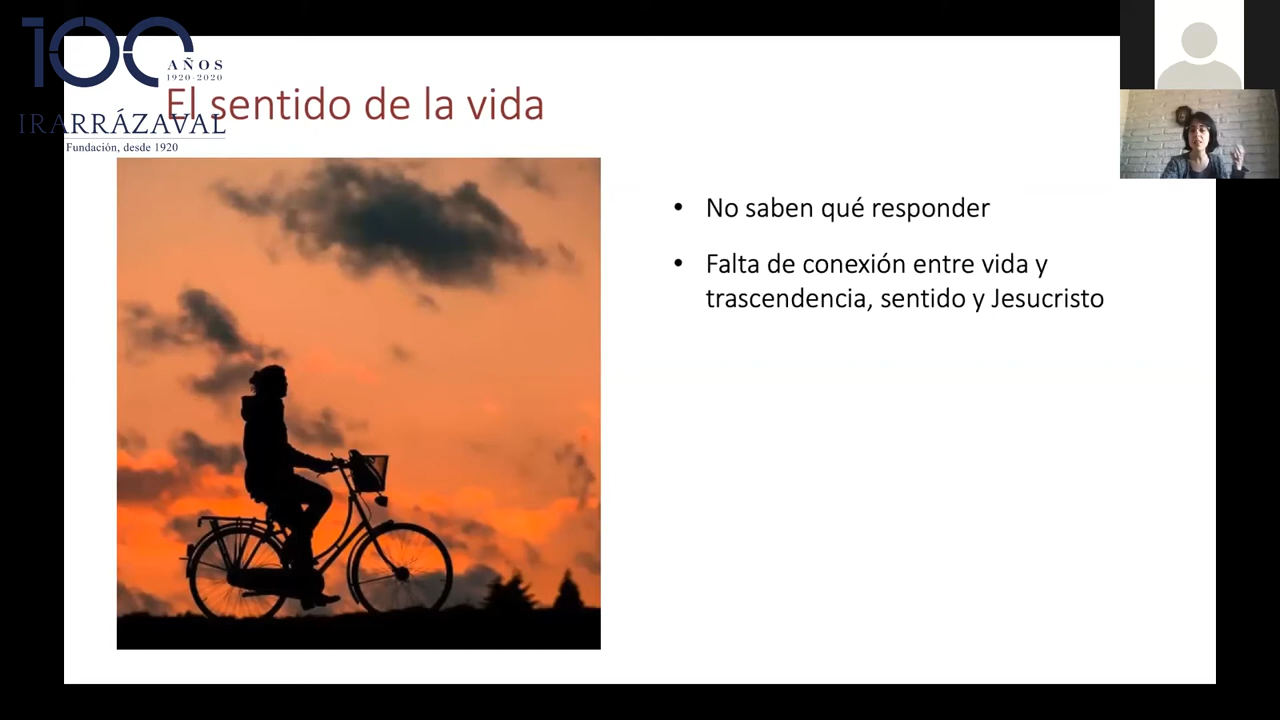 100
AÑOS
1920-2020
IRARRÁZAVAL
Fundación, desde 1920
El sentido de la vida
• No saben qué responder
• Falta de conexión entre vida y
trascendencia, sentido y Jesucristo